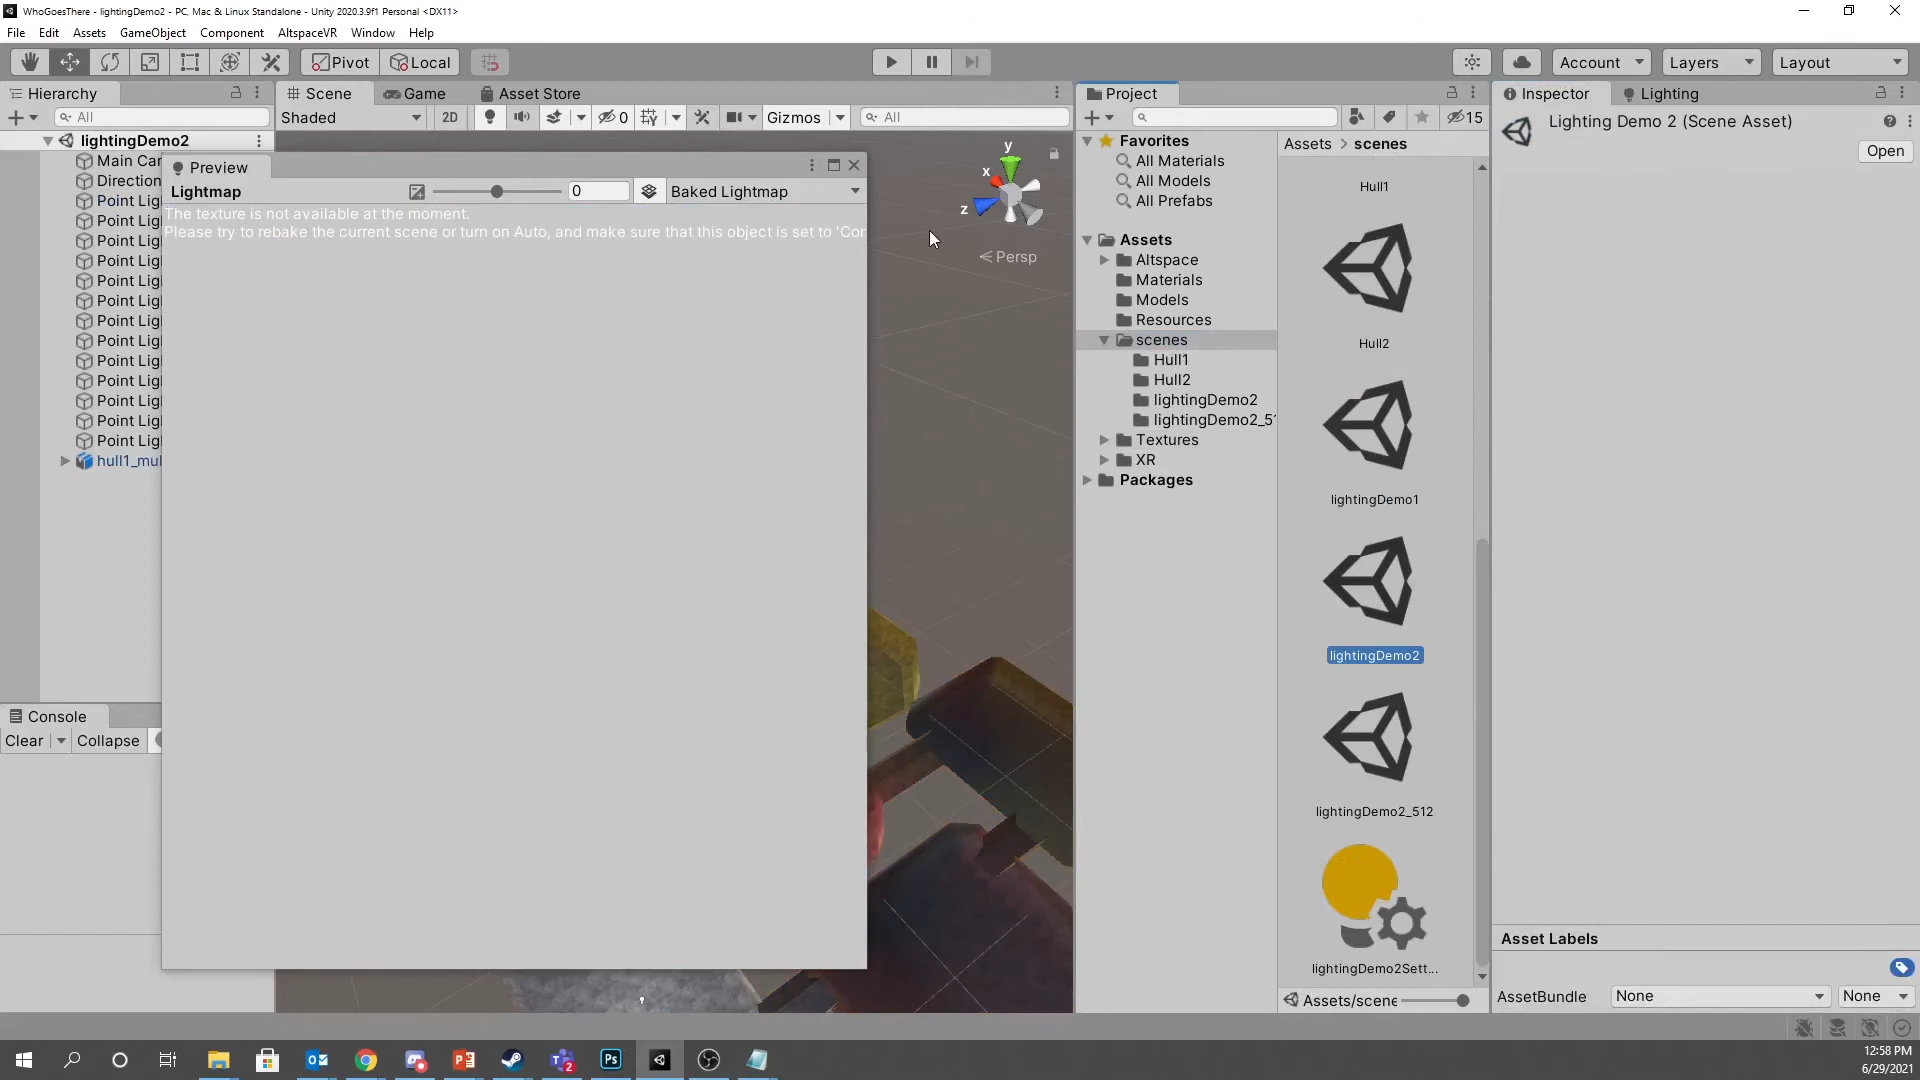 WhoGoesThere - lightingDemo2 - PC, Mac & Linux Standalone - Unity 2020.3.9f1 Personal <DX11>
File Edit Assets GameObject Component AltspaceVR Window Help
Pivot Local Account Layers Layout
Hierarchy
All
lightingDemo2
Main Car
Direction
Point Lig
Point Lig
Point Lig
Point Lig
Point Lig
Point Lig
Point Lig
Point Lig
Point Lig
Point Lig
Point Lig
Point Lig
Point Lig
hull1_mul
Console
Clear Collapse
Scene Game Asset Store
Shaded 2D 0 Gizmos All
y
x
z
Persp
Preview
Lightmap 0 Baked Lightmap
The texture is not available at the moment.
Please try to rebake the current scene or turn on Auto, and make sure that this object is set to 'Cor
Project
15
Favorites
All Materials
All Models
All Prefabs
Assets
Altspace
Materials
Models
Resources
scenes
Hull1
Hull2
lightingDemo2
lightingDemo2_51
Textures
XR
Packages
Assets > scenes
Hull1
Hull2
lightingDemo1
lightingDemo2
lightingDemo2_512
lightingDemo2Sett...
Assets/scene
Inspector Lighting
Lighting Demo 2 (Scene Asset)
Open
Asset Labels
AssetBundle None None
Ps
2
12:58 PM
6/29/2021